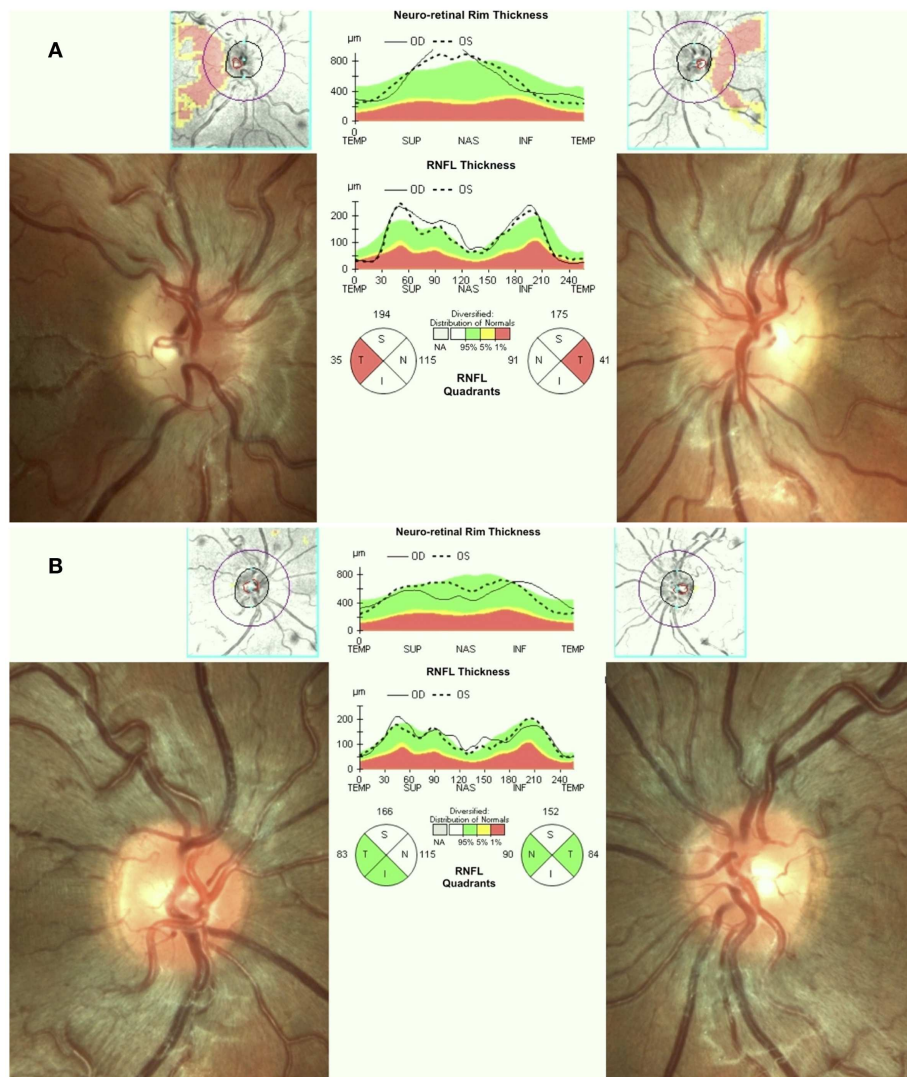 A
Neuro-retinal Rim Thickness
µm
OD
OS
800
400
0
0
TEMP
SUP
NAS
INF
TEMP
RNFL Thickness
µm
OD
OS
200
100
0
0
30
60
90
120
150
180
210
240
TEMP
SUP
NAS
INF
TEMP
194
Diversified:
Distribution of Normals
NA
95% 5% 1%
175
S
T
N
I
35
115
RNFL
Quadrants
S
N
T
I
91
41
B
Neuro-retinal Rim Thickness
µm
OD
OS
800
400
0
0
TEMP
SUP
NAS
INF
TEMP
RNFL Thickness
µm
OD
OS
200
100
0
0
30
60
90
120
150
180
210
240
TEMP
SUP
NAS
INF
TEMP
166
Diversified:
Distribution of Normals
NA
95% 5% 1%
152
S
T
N
I
83
115
RNFL
Quadrants
S
N
T
I
90
84